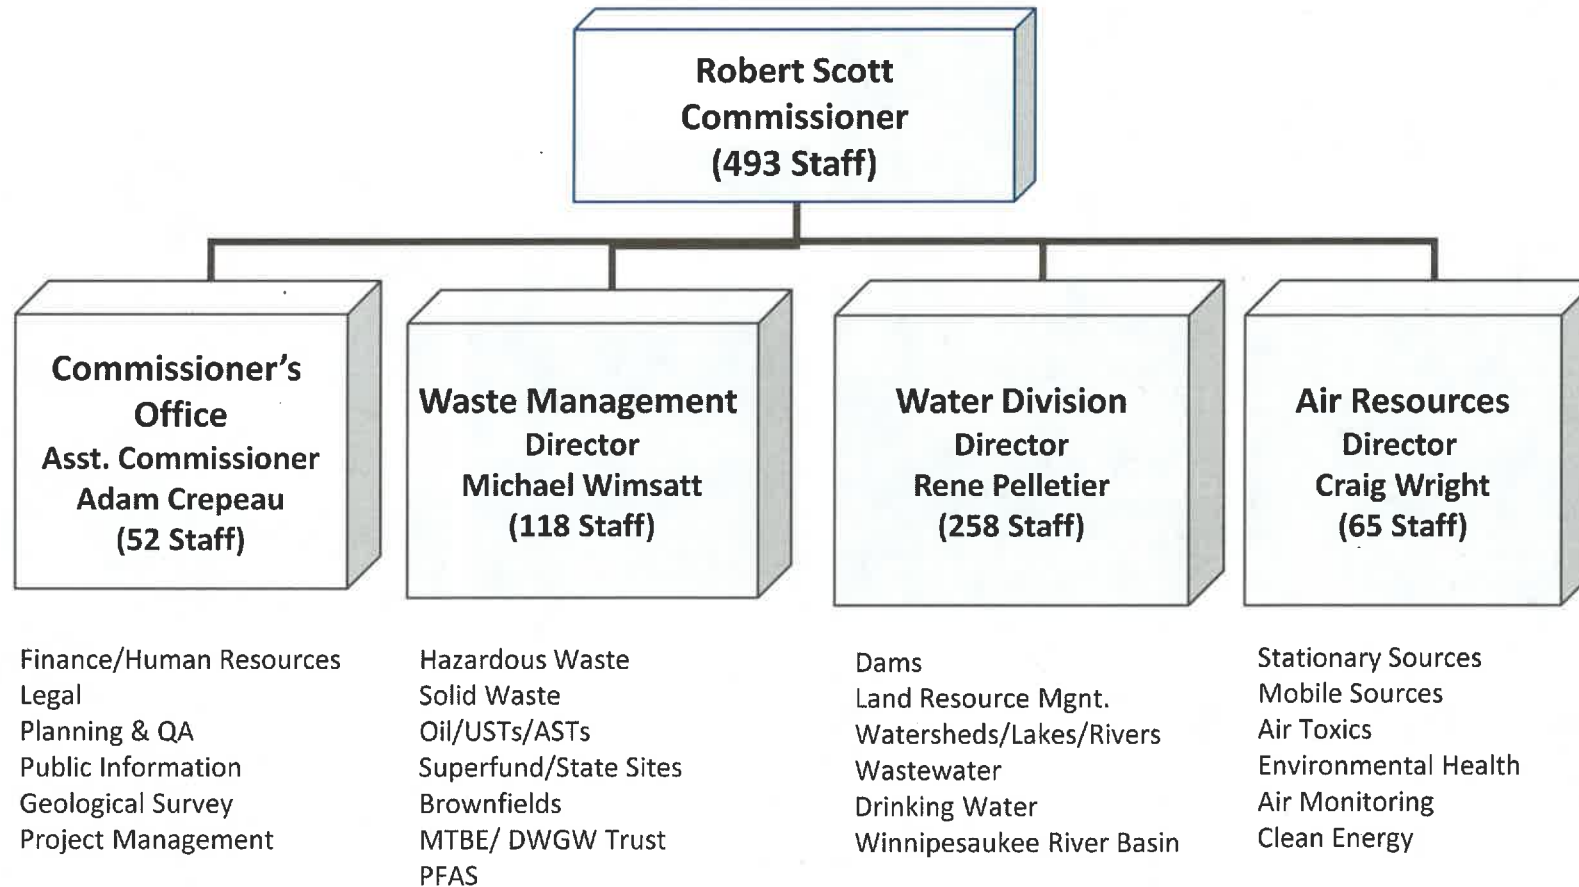 Robert Scott
Commissioner
(493 Staff)
Commissioner's
Office
Asst. Commissioner
Adam Crepeau
(52 Staff)
Waste Management
Director
Michael Wimsatt
(118 Staff)
Water Division
Director
Rene Pelletier
(258 Staff)
Air Resources
Director
Craig Wright
(65 Staff)
Finance/Human Resources
Legal
Planning & QA
Public Information
Geological Survey
Project Management
Hazardous Waste
Solid Waste
Oil/USTs/ASTs
Superfund/State Sites
Brownfields
MTBE/ DWGW Trust
PFAS
Dams
Land Resource Mgnt.
Watersheds/Lakes/Rivers
Wastewater
Drinking Water
Winnipesaukee River Basin
Stationary Sources
Mobile Sources
Air Toxics
Environmental Health
Air Monitoring
Clean Energy